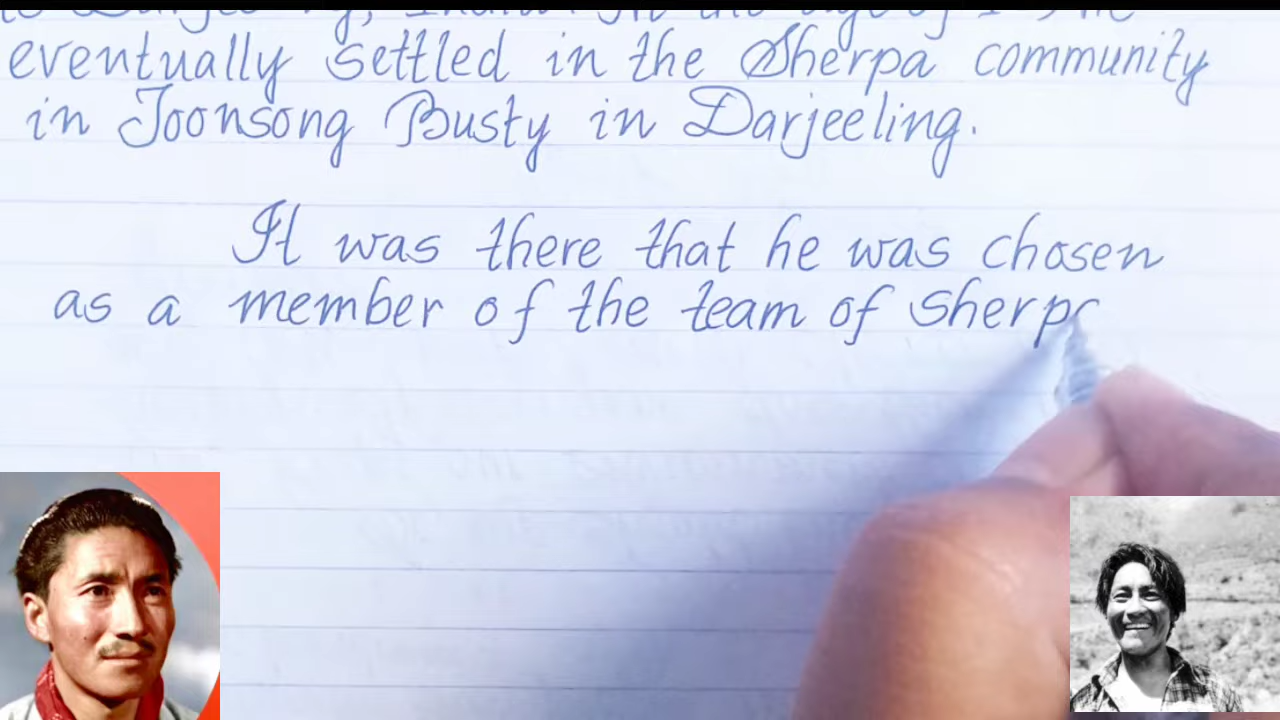 eventually settled in the Sherpa community
in Toonsong Busty in Darjeeling.
It was there that he was chosen
as a member of the team of Sherpa